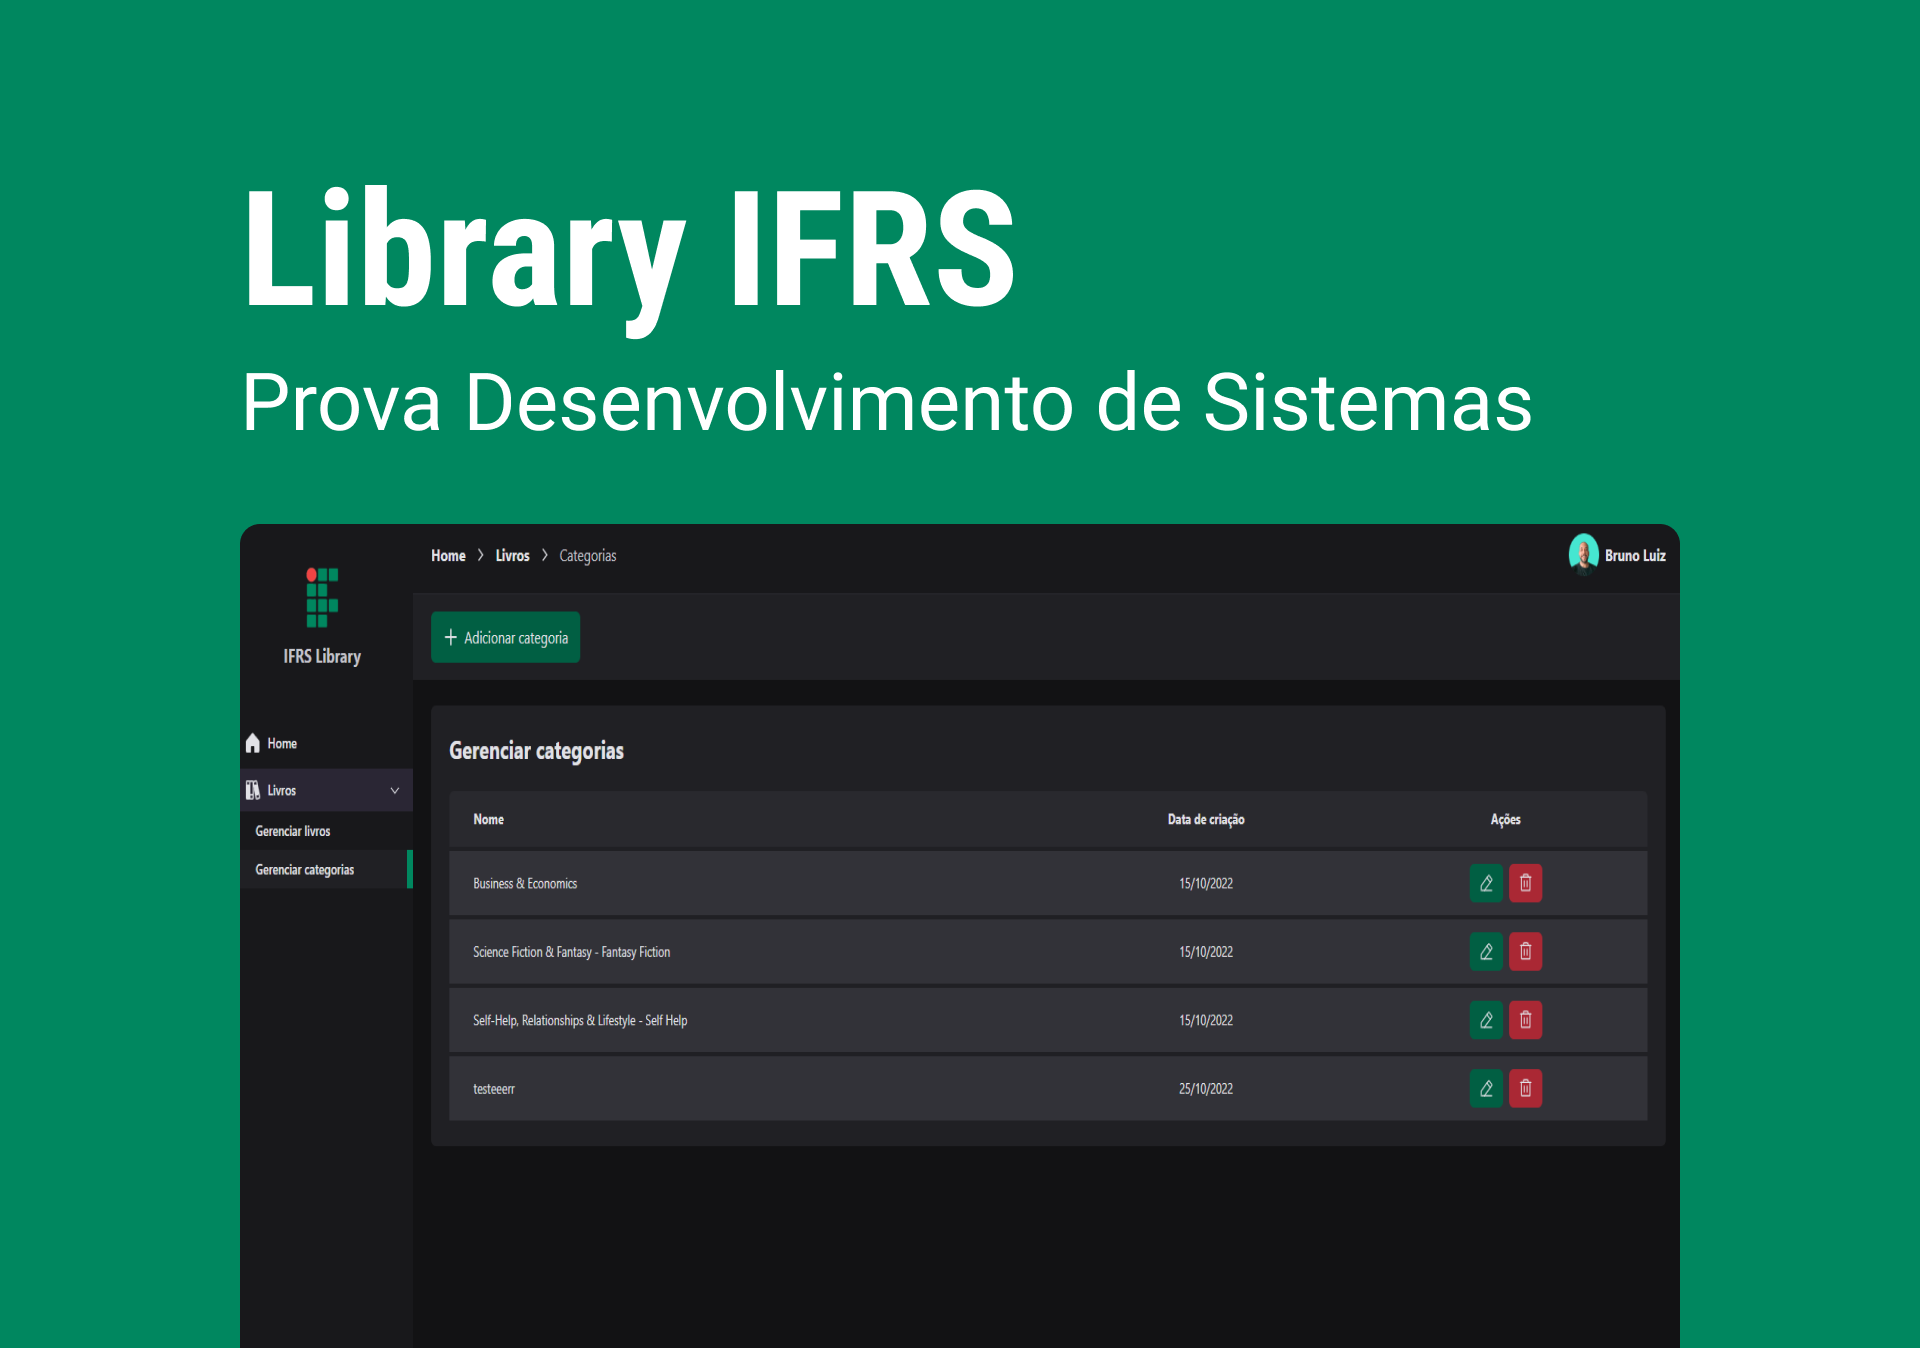 Library IFRS
Prova Desenvolvimento de Sistemas
Home > Livros > Categorias
Bruno Luiz
IFRS Library
+ Adicionar categoria
Home
Livros
Gerenciar livros
Gerenciar categorias
Gerenciar categorias
Nome Data de criação Ações
Business & Economics 15/10/2022
Science Fiction & Fantasy - Fantasy Fiction 15/10/2022
Self-Help, Relationships & Lifestyle - Self Help 15/10/2022
testeeerr 25/10/2022